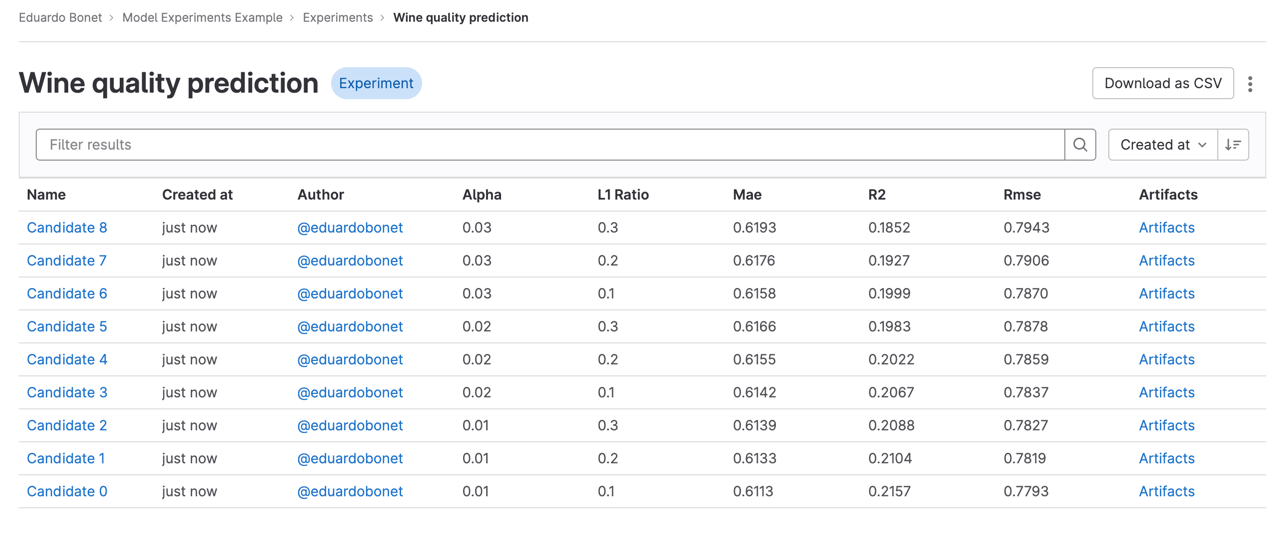 Eduardo Bonet › Model Experiments Example › Experiments › Wine quality prediction
Wine quality prediction Experiment Download as CSV
Filter results Created at
Name Created at Author Alpha L1 Ratio Mae R2 Rmse Artifacts
Candidate 8 just now @eduardobonet 0.03 0.3 0.6193 0.1852 0.7943 Artifacts
Candidate 7 just now @eduardobonet 0.03 0.2 0.6176 0.1927 0.7906 Artifacts
Candidate 6 just now @eduardobonet 0.03 0.1 0.6158 0.1999 0.7870 Artifacts
Candidate 5 just now @eduardobonet 0.02 0.3 0.6166 0.1983 0.7878 Artifacts
Candidate 4 just now @eduardobonet 0.02 0.2 0.6155 0.2022 0.7859 Artifacts
Candidate 3 just now @eduardobonet 0.02 0.1 0.6142 0.2067 0.7837 Artifacts
Candidate 2 just now @eduardobonet 0.01 0.3 0.6139 0.2088 0.7827 Artifacts
Candidate 1 just now @eduardobonet 0.01 0.2 0.6133 0.2104 0.7819 Artifacts
Candidate 0 just now @eduardobonet 0.01 0.1 0.6113 0.2157 0.7793 Artifacts